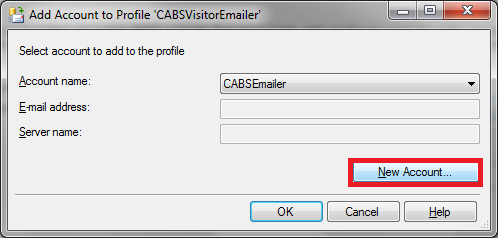 Add Account to Profile 'CABSVisitorEmailer'
Select account to add to the profile
Account name:
CABSEmailer
E-mail address:
Server name:
New Account...
OK
Cancel
Help